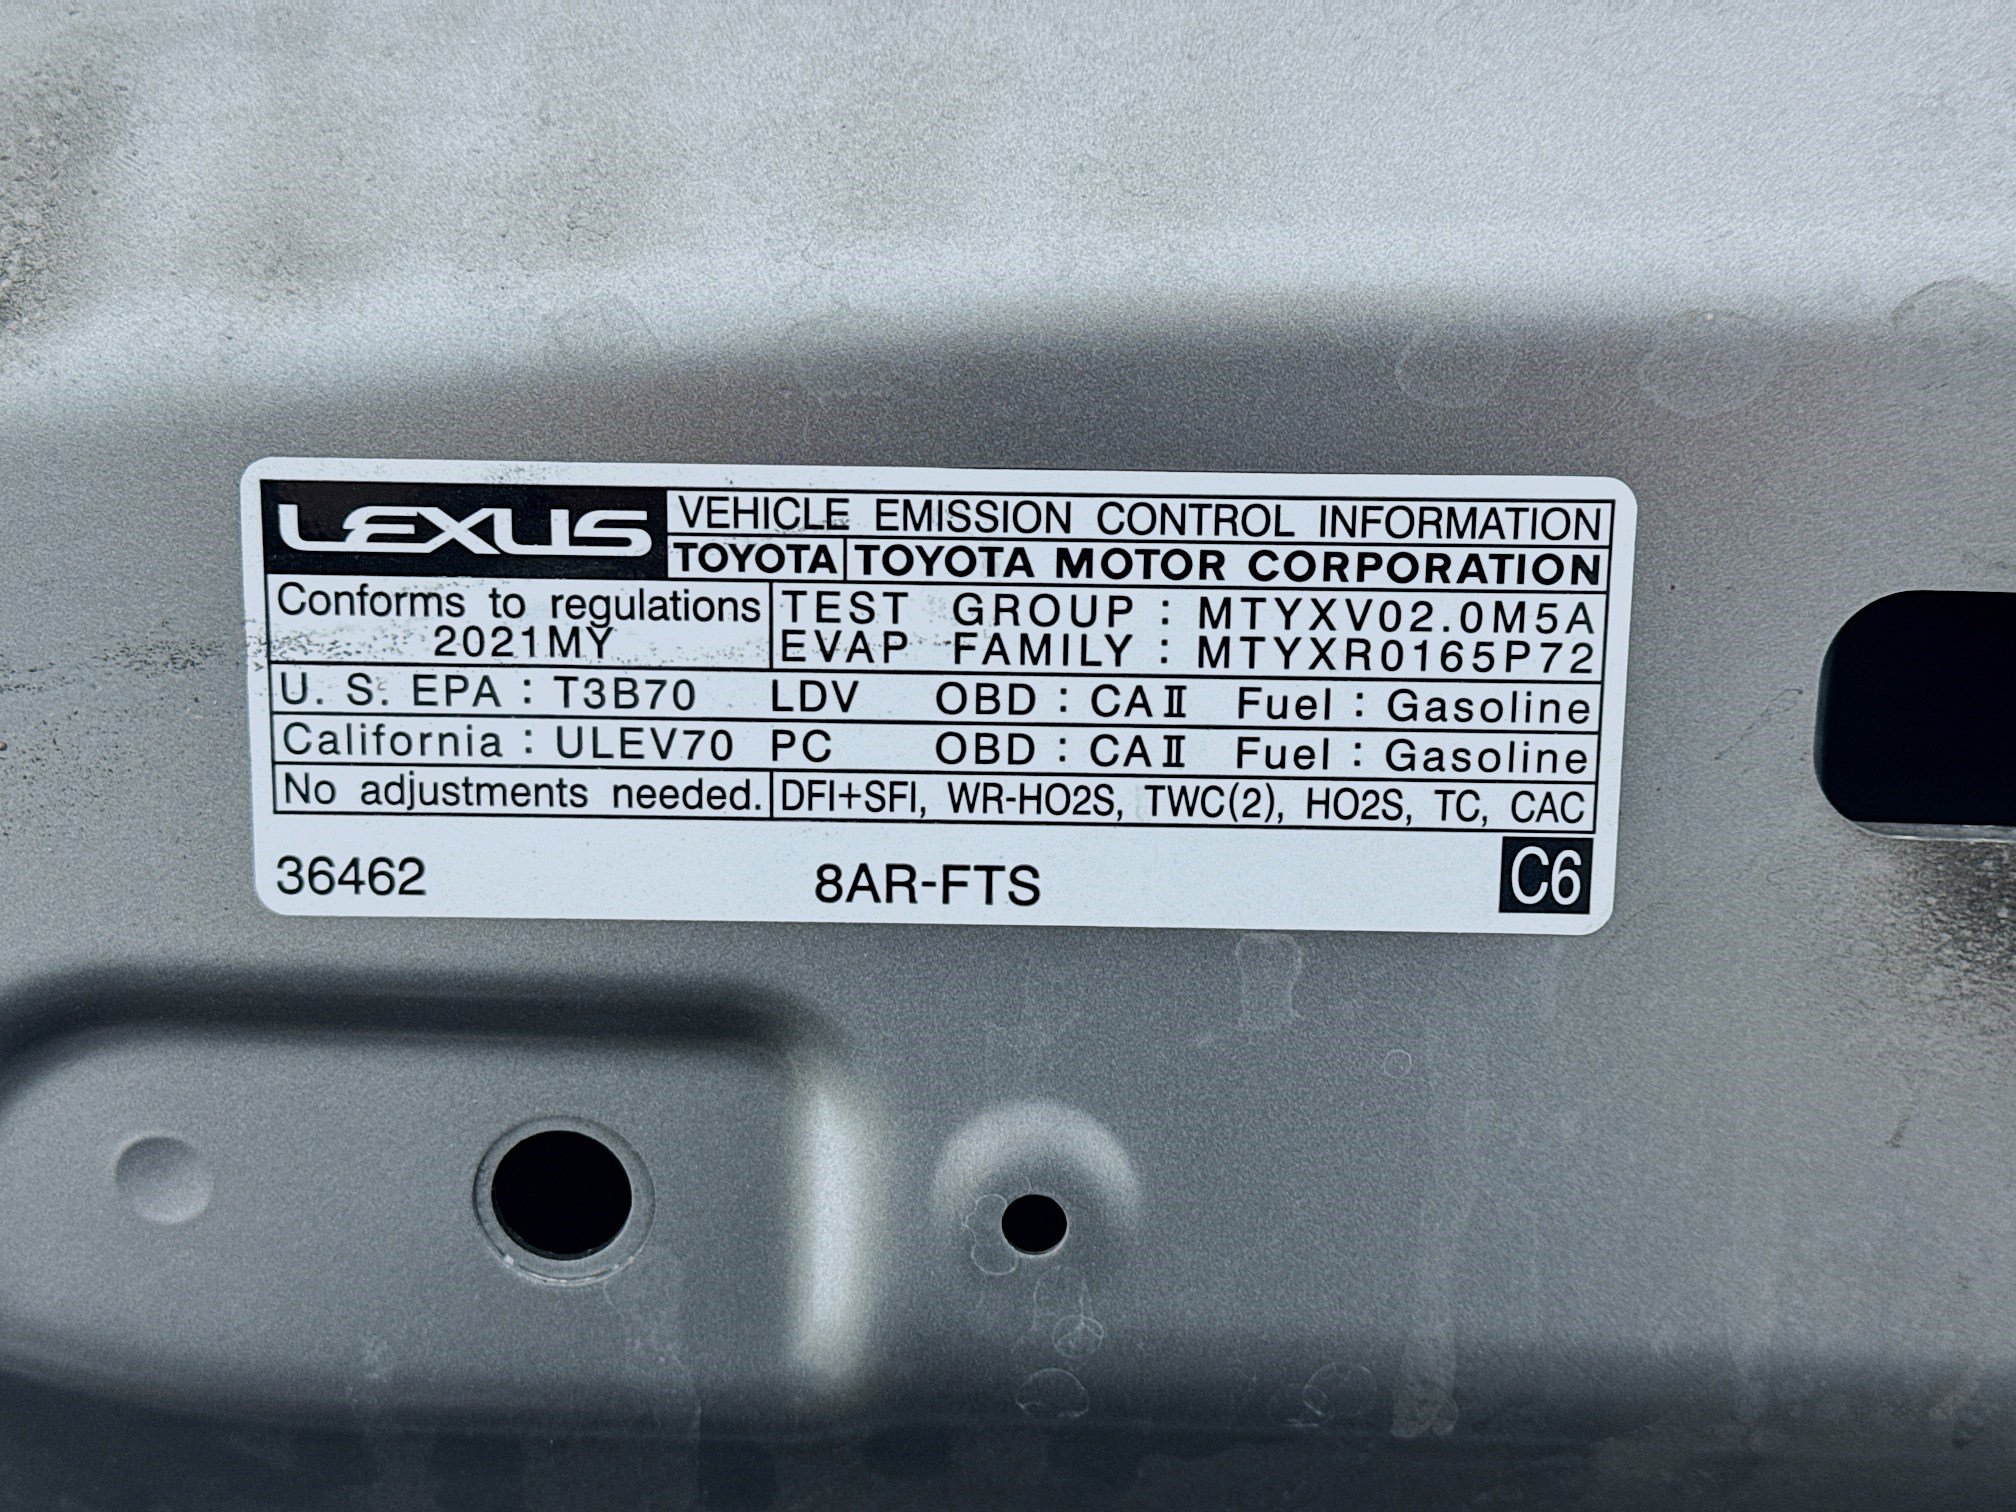 LEXUS VEHICLE EMISSION CONTROL INFORMATION
TOYOTA TOYOTA MOTOR CORPORATION
Conforms to regulations
2021MY
TEST GROUP : MTYXV02.0M5A
EVAP FAMILY : MTYXR0165P72
U. S. EPA : T3B70 LDV OBD : CAⅡ Fuel : Gasoline
California : ULEV70 PC OBD : CAⅡ Fuel : Gasoline
No adjustments needed. DFI+SFI, WR-HO2S, TWC(2), HO2S, TC, CAC
36462 8AR-FTS C6